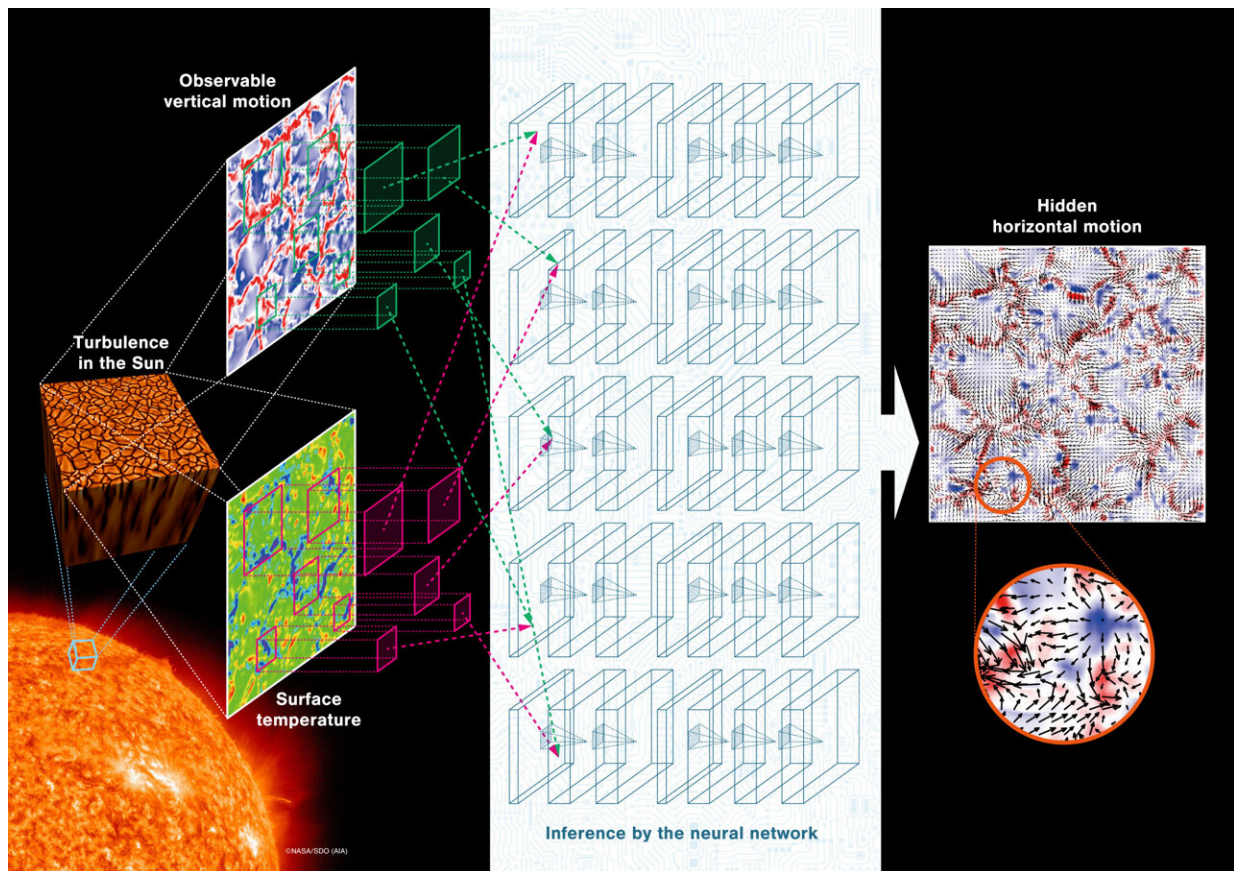 Observable
vertical motion
Turbulence
in the Sun
Surface
temperature
©NASA/SDO (AIA)
Inference by the neural network
Hidden
horizontal motion